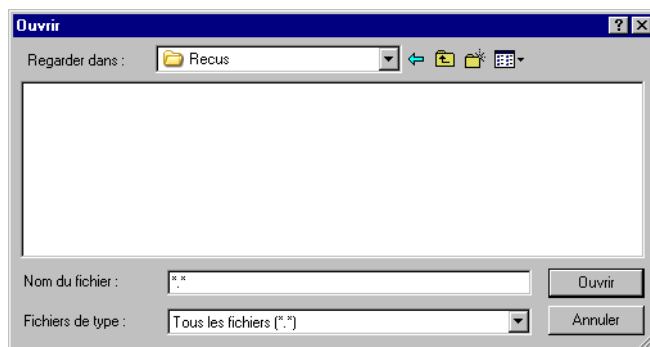 Ouvrir
Regarder dans : Recus
Nom du fichier : *.* Ouvrir
Fichiers de type : Tous les fichiers (*.*) Annuler